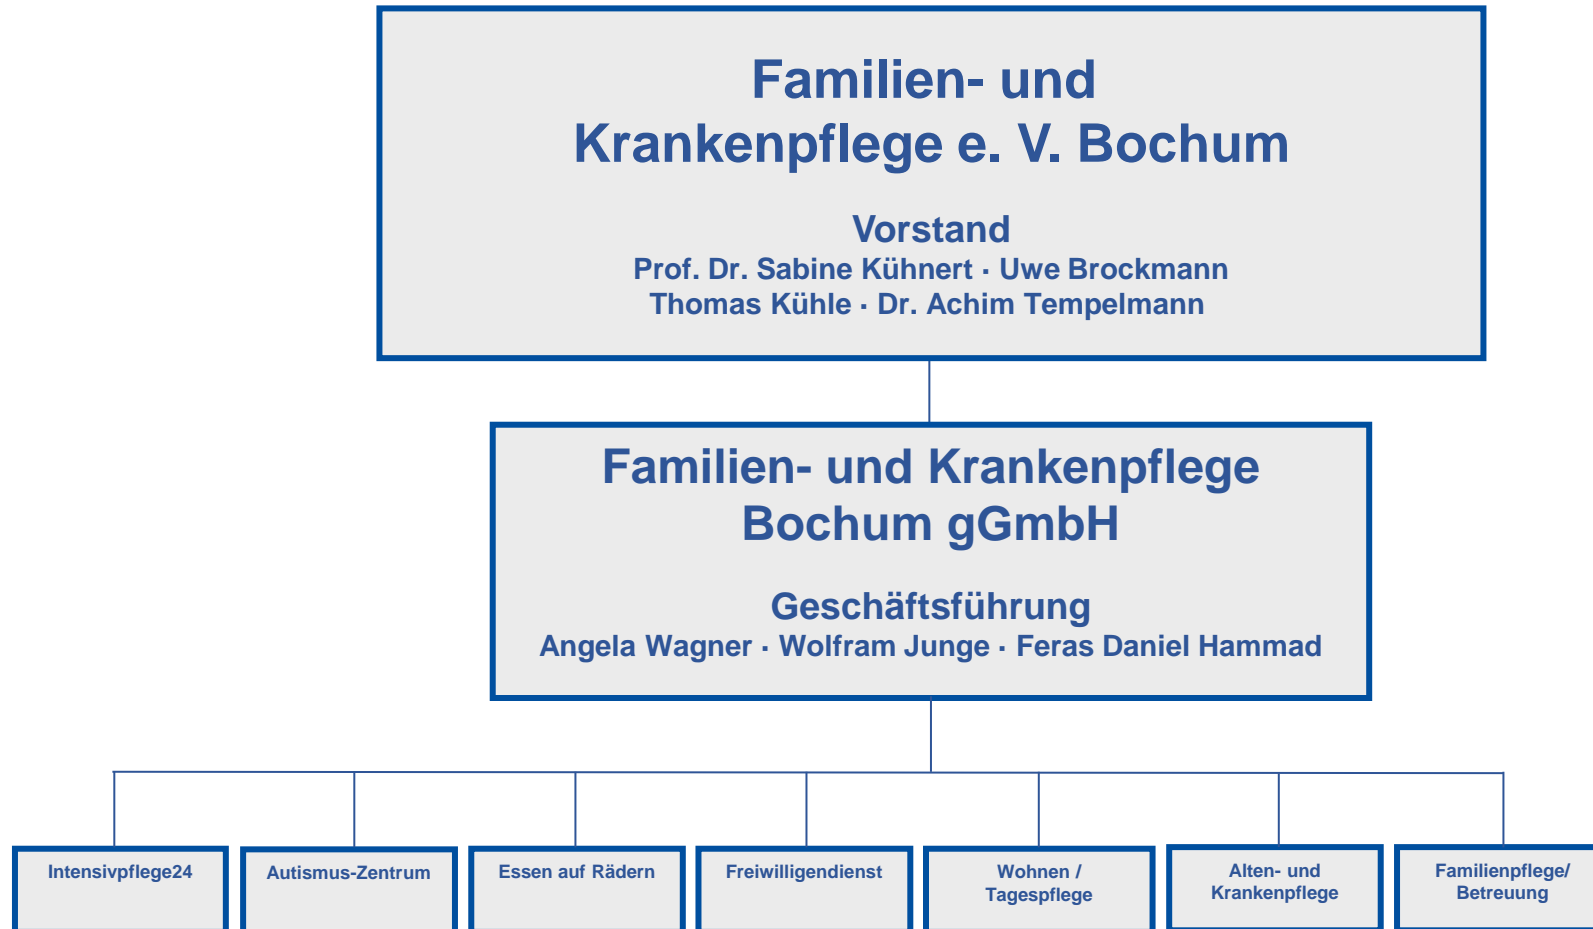 Familien- und
Krankenpflege e. V. Bochum
Vorstand
Prof. Dr. Sabine Kühnert · Uwe Brockmann
Thomas Kühle · Dr. Achim Tempelmann
Familien- und Krankenpflege
Bochum gGmbH
Geschäftsführung
Angela Wagner · Wolfram Junge · Feras Daniel Hammad
Intensivpflege24
Autismus-Zentrum
Essen auf Rädern
Freiwilligendienst
Wohnen /
Tagespflege
Alten- und
Krankenpflege
Familienpflege/
Betreuung